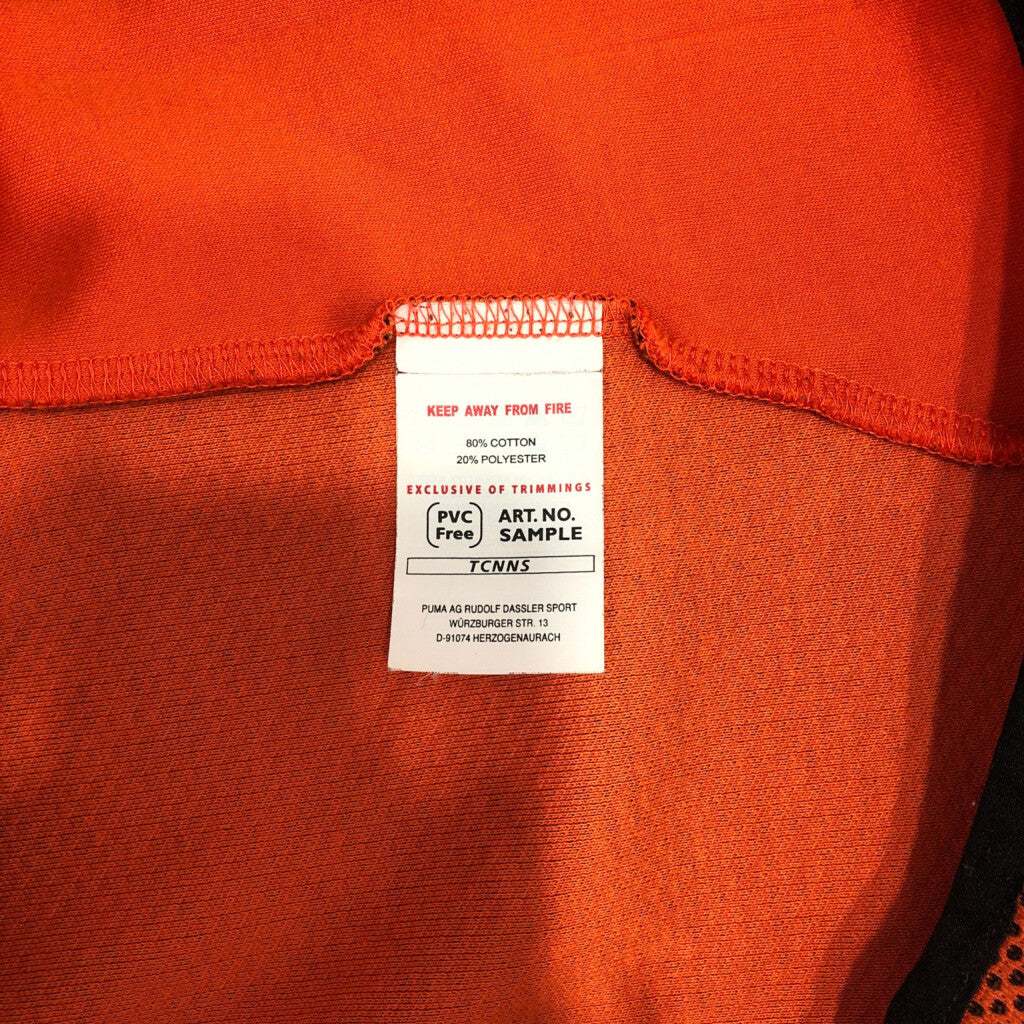 KEEP AWAY FROM FIRE
80% COTTON
20% POLYESTER
EXCLUSIVE OF TRIMMINGS
PVC Free
ART. NO.
SAMPLE
TCNNS
PUMA AG RUDOLF DASSLER SPORT
WÜRZBURGER STR. 13
D-91074 HERZOGENAURACH